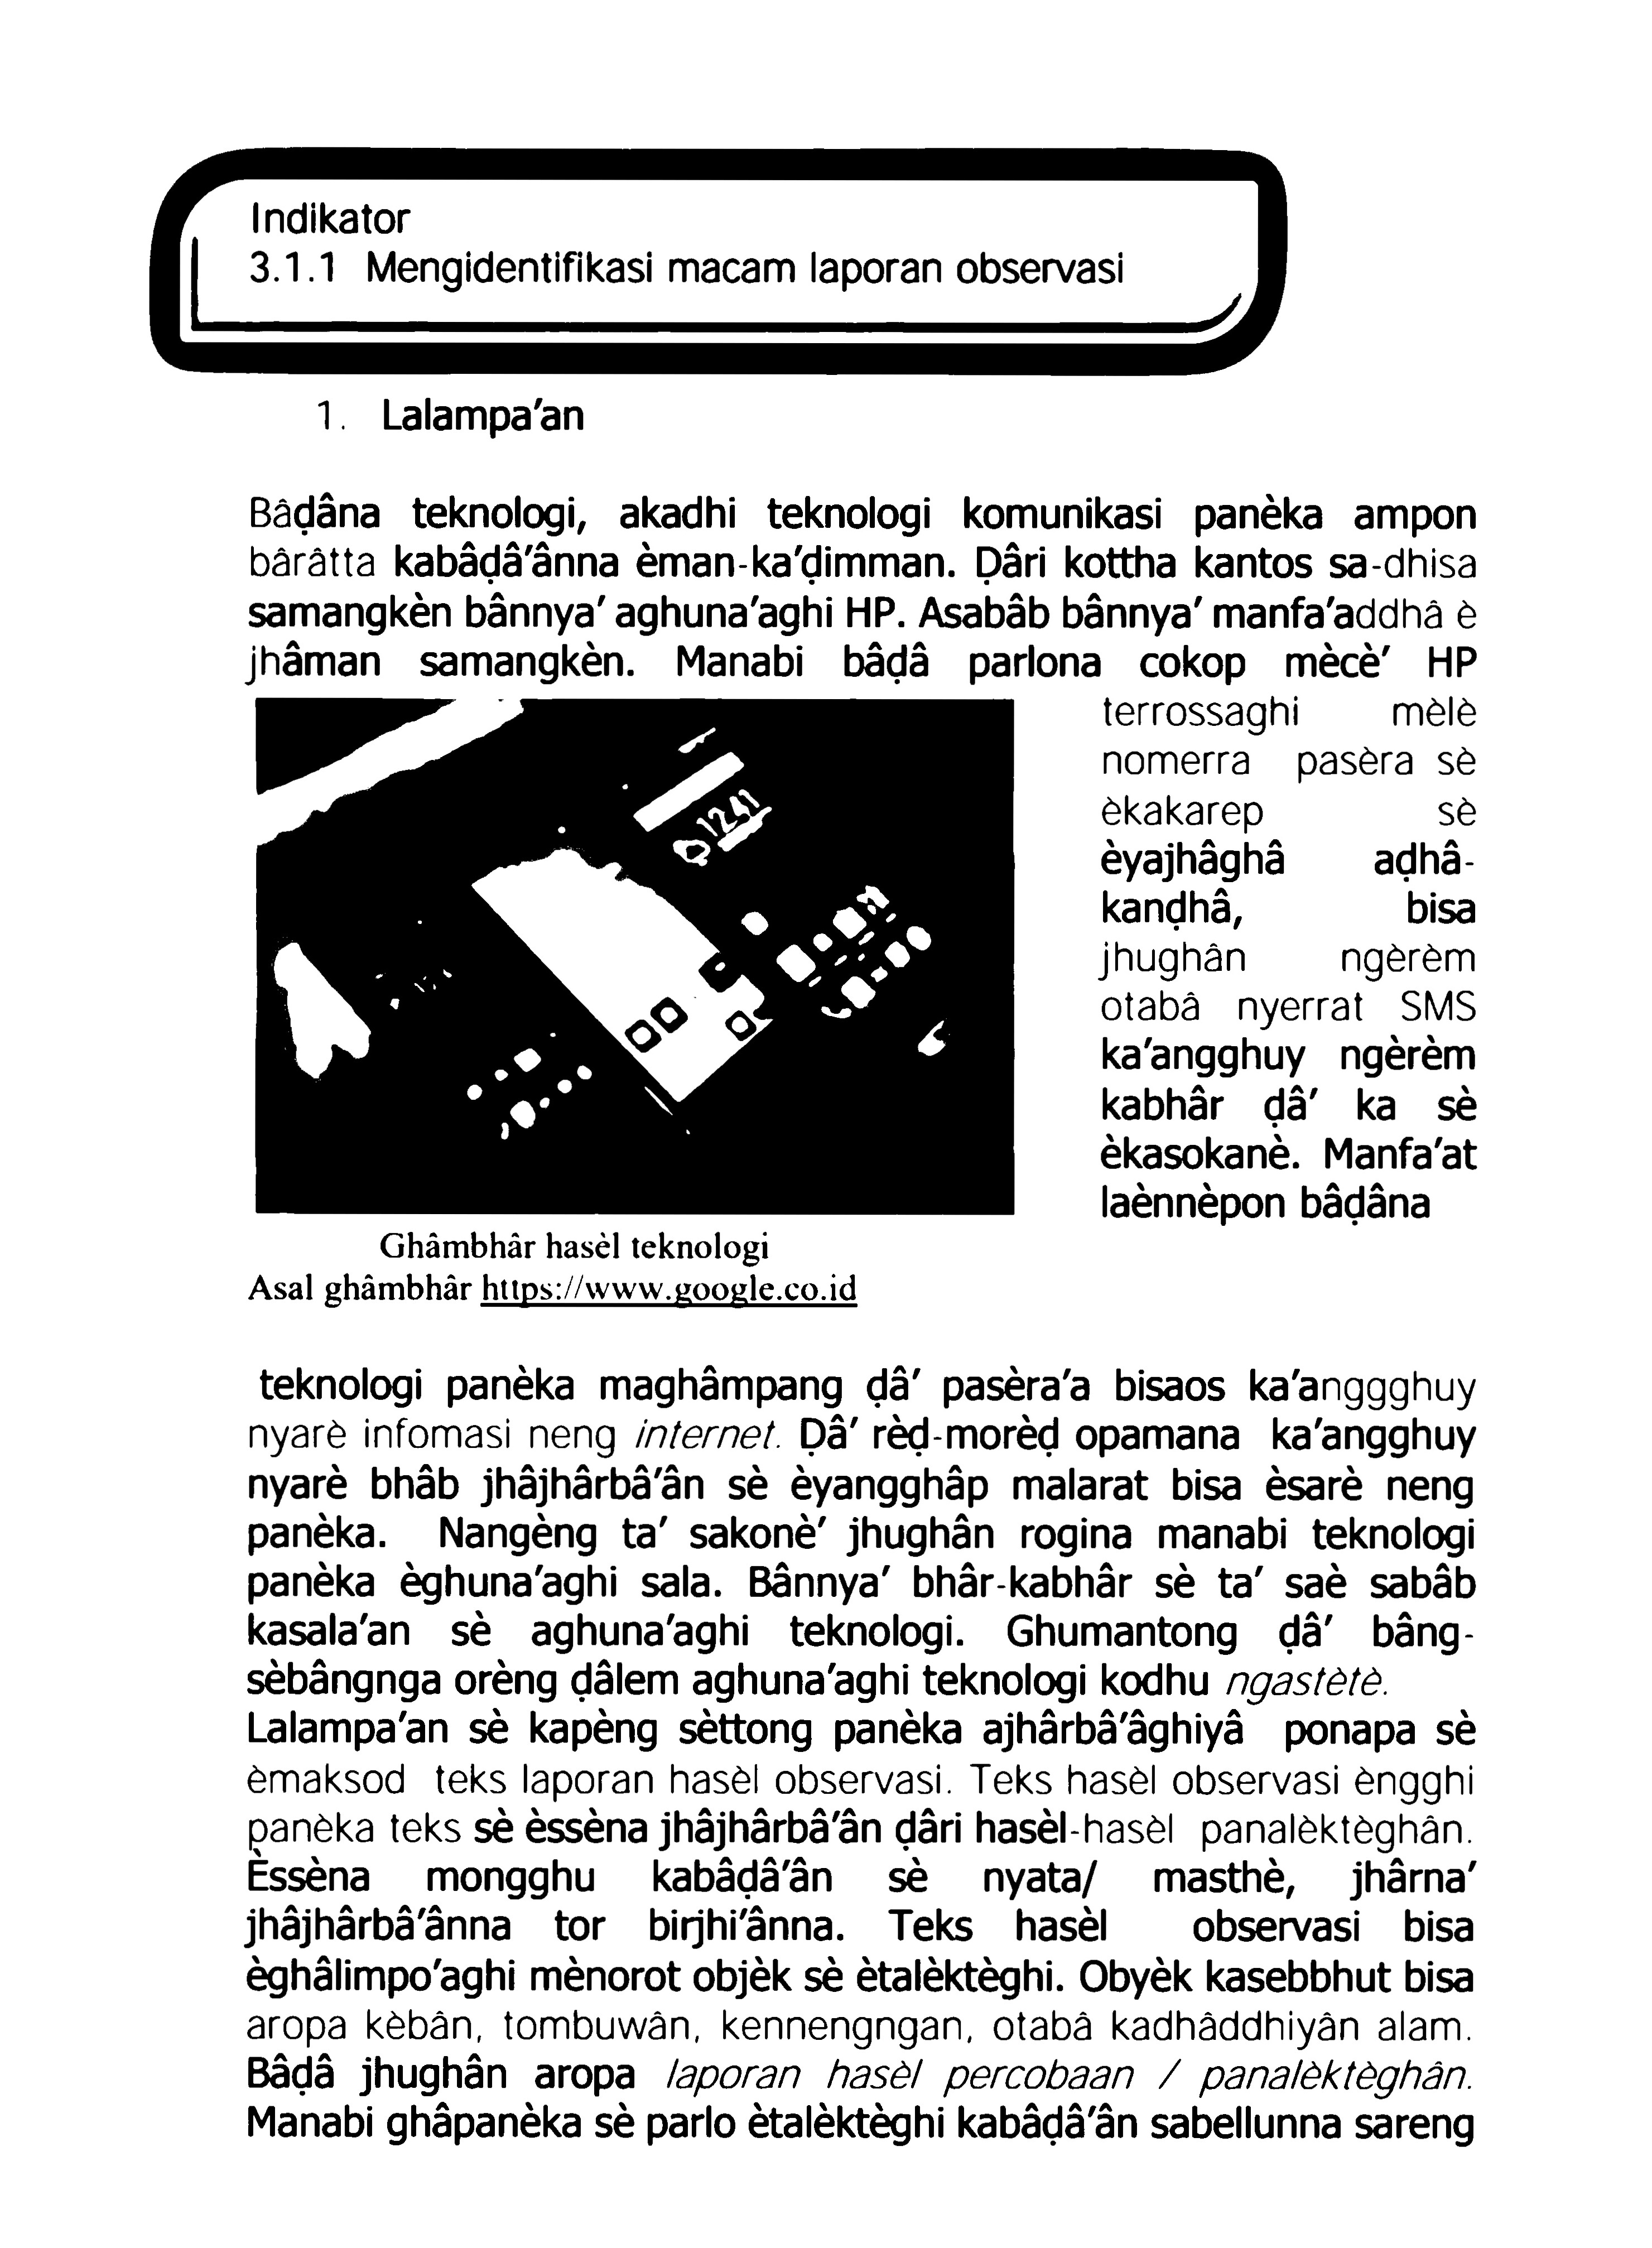 Indikator
3.1.1 Mengidentifikasi macam laporan observasi
1. Lalampa'an
Bâḍâna teknologi, akadhi teknologi komunikasi panèka ampon
bârâtta kabâḍâ'ânna èman-ka'ḍimman. Ḍâri kottha kantos sa-dhisa
samangkèn bânnya' aghuna'aghi HP. Asabâb bânnya' manfa'addhâ è
jhâman samangkèn. Manabi bâḍâ parlona cokop mècè' HP
terrossaghi mèlè
nomerra pasèra sè
èkakarep sè
èyajhâghâ aḍhâ-
kanḍhâ, bisa
jhughân ngèrèm
otabâ nyerrat SMS
ka'angghuy ngèrèm
kabhâr ḍâ' ka sè
èkasokanè. Manfa'at
laènnèpon bâḍâna
1241
Ghâmbhâr hasèl teknologi
Asal ghâmbhâr https://www.google.co.id
teknologi panèka maghâmpang ḍâ' pasèra'a bisaos ka'anggghuy
nyarè infomasi neng internet. Ḍâ' rèḍ-morèḍ opamana ka'angghuy
nyarè bhâb jhâjhârbâ'ân sè èyangghâp malarat bisa èsarè neng
panèka. Nangèng ta' sakonè' jhughân rogina manabi teknologi
panèka èghuna'aghi sala. Bânnya' bhâr-kabhâr sè ta' saè sabâb
kasala'an sè aghuna'aghi teknologi. Ghumantong ḍâ' bâng-
sèbângnga orèng ḍâlem aghuna'aghi teknologi kodhu ngastètè.
Lalampa'an sè kapèng sèttong panèka ajhârbâ'âghiyâ ponapa sè
èmaksod teks laporan hasèl observasi. Teks hasèl observasi èngghi
panèka teks sè èssèna jhâjhârbâ'ân ḍâri hasèl-hasèl panalèktèghân.
Èssèna mongghu kabâḍâ'ân sè nyata/ masthè, jhârna'
jhâjhârbâ'ânna tor birjhi'ânna. Teks hasèl observasi bisa
èghâlimpo'aghi mènorot objèk sè ètalèktèghi. Obyèk kasebbhut bisa
aropa kèbân, tombuwân, kennengngan, otabâ kadhâddhiyân alam.
Bâḍâ jhughân aropa laporan hasèl percobaan / panalèktèghân.
Manabi ghâpanèka sè parlo ètalèktèghi kabâḍâ'ân sabellunna sareng